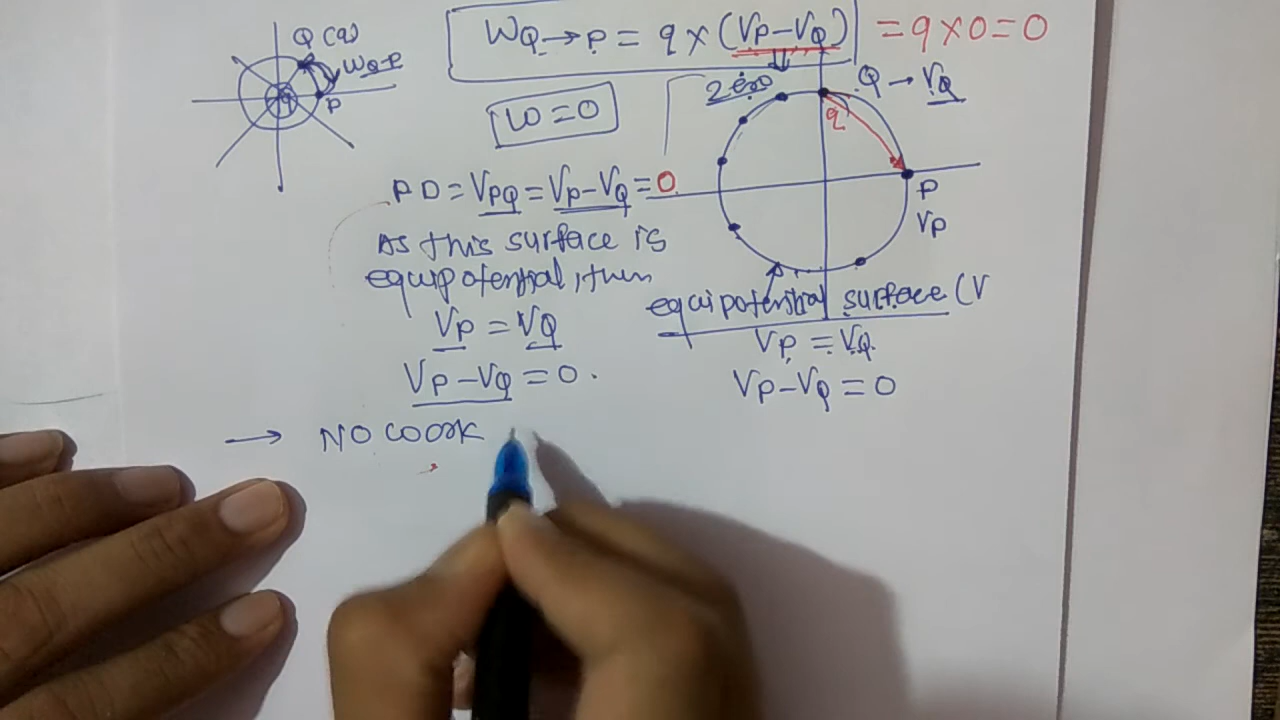 Q (q)
WQ-P
q
P
WQ→P = q × (VP-VQ) = q×0=0
zero
W=0
Q → VQ
q
P
VP
PD = VPQ = VP-VQ = 0
As this surface is
equipotential, then
VP = VQ
VP-VQ = 0.
equipotential surface (V
VP = VQ.
VP-VQ = 0
→ NO work